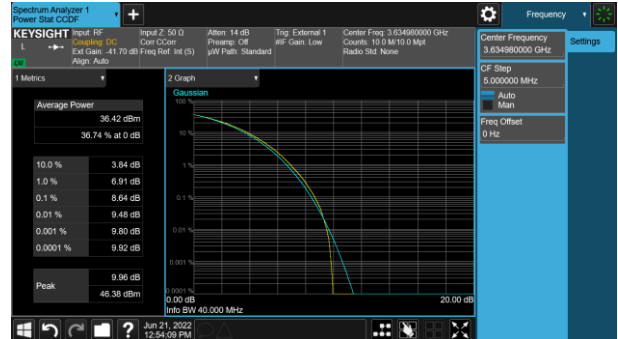 Spectrum Analyzer 1
Power Stat CCDF
+
Frequency
KEYSIGHT
L
LXI
Input: RF
Coupling: DC
Ext Gain: -41.70 dB
Align: Auto
Input Z: 50 Ω
Corr CCorr
Freq Ref: Int (S)
Atten: 14 dB
Preamp: Off
µW Path: Standard
Trig: External 1
#IF Gain: Low
Center Freq: 3.634980000 GHz
Counts: 10.0 M/10.0 Mpt
Radio Std: None
Center Frequency
3.634980000 GHz
Settings
CF Step
5.000000 MHz
Auto
Man
Freq Offset
0 Hz
1 Metrics
Average Power
36.42 dBm
36.74 % at 0 dB
10.0 % 3.84 dB
1.0 % 6.91 dB
0.1 % 8.64 dB
0.01 % 9.48 dB
0.001 % 9.80 dB
0.0001 % 9.92 dB
Peak
9.96 dB
46.38 dBm
2 Graph
Gaussian
100 %
10 %
1 %
0.1 %
0.01 %
0.001 %
0.0001 %
0.00 dB
20.00 dB
Info BW 40.000 MHz
?
Jun 21, 2022
12:54:09 PM